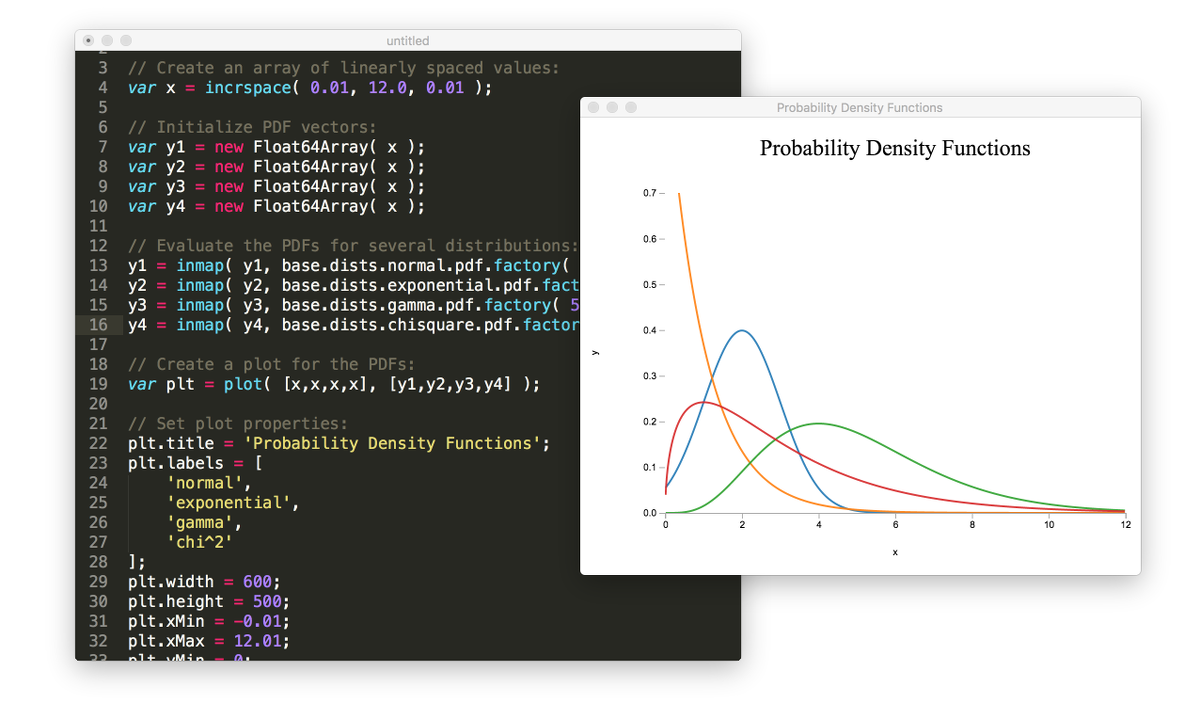 untitled
3 // Create an array of linearly spaced values:
4 var x = incrspace( 0.01, 12.0, 0.01 );
5
6 // Initialize PDF vectors:
7 var y1 = new Float64Array( x );
8 var y2 = new Float64Array( x );
9 var y3 = new Float64Array( x );
10 var y4 = new Float64Array( x );
11
12 // Evaluate the PDFs for several distributions:
13 y1 = inmap( y1, base.dists.normal.pdf.factory(
14 y2 = inmap( y2, base.dists.exponential.pdf.fact
15 y3 = inmap( y3, base.dists.gamma.pdf.factory( 5
16 y4 = inmap( y4, base.dists.chisquare.pdf.factor
17
18 // Create a plot for the PDFs:
19 var plt = plot( [x,x,x,x], [y1,y2,y3,y4] );
20
21 // Set plot properties:
22 plt.title = 'Probability Density Functions';
23 plt.labels = [
24 'normal',
25 'exponential',
26 'gamma',
27 'chi^2'
28 ];
29 plt.width = 600;
30 plt.height = 500;
31 plt.xMin = -0.01;
32 plt.xMax = 12.01;
33 plt.yMin = 0;
Probability Density Functions
Probability Density Functions
0.7
0.6
0.5
0.4
0.3
0.2
0.1
0.0
y
0 2 4 6 8 10 12
x